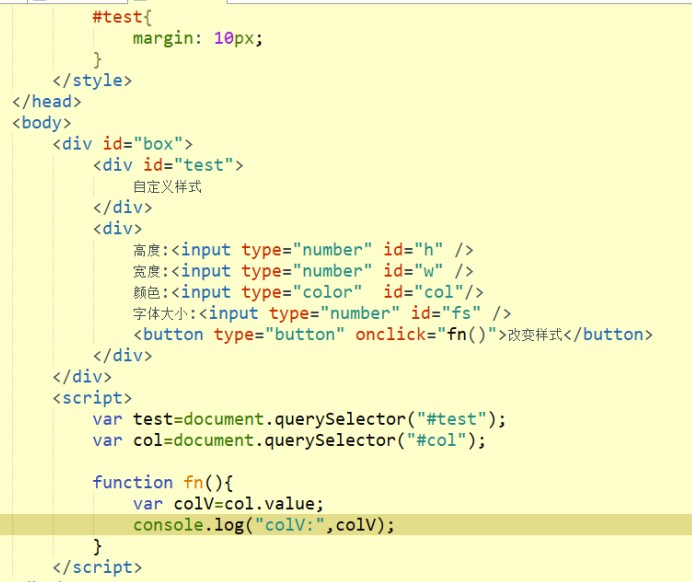 #test{
margin: 10px;
}
</style>
</head>
<body>
<div id="box">
<div id="test">
自定义样式
</div>
<div>
高度:<input type="number" id="h" />
宽度:<input type="number" id="w" />
颜色:<input type="color"  id="col"/>
字体大小:<input type="number" id="fs" />
<button type="button" onclick="fn()">改变样式</button>
</div>
</div>
<script>
var test=document.querySelector("#test");
var col=document.querySelector("#col");
function fn(){
var colV=col.value;
console.log("colV:",colV);
}
</script>